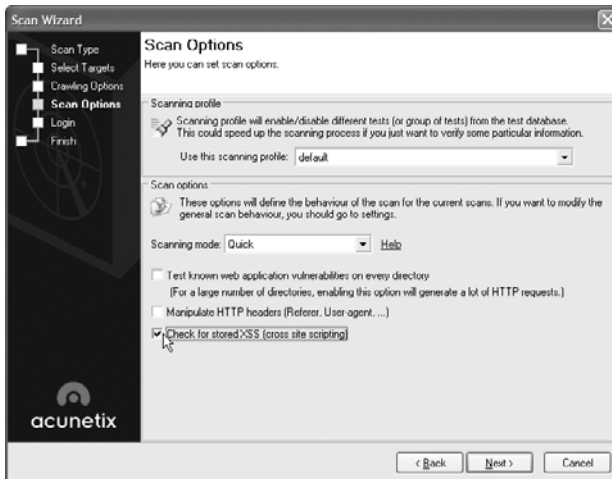 Scan Wizard
Scan Type
Select Targets
Crawling Options
Scan Options
Login
Finish
acunetix
Scan Options
Here you can set scan options.
Scanning profile
Scanning profile will enable/disable different tests (or group of tests) from the test database.
This could speed up the scanning process if you just want to verify some particular information.
Use this scanning profile: default
Scan options
These options will define the behaviour of the scan for the current scans. If you want to modify the
general scan behaviour, you should go to settings.
Scanning mode: Quick Help
Test known web application vulnerabilities on every directory
(For a large number of directories, enabling this option will generate a lot of HTTP requests.)
Manipulate HTTP headers (Referer, User-agent, ...)
Check for stored XSS (cross site scripting)
< Back Next > Cancel